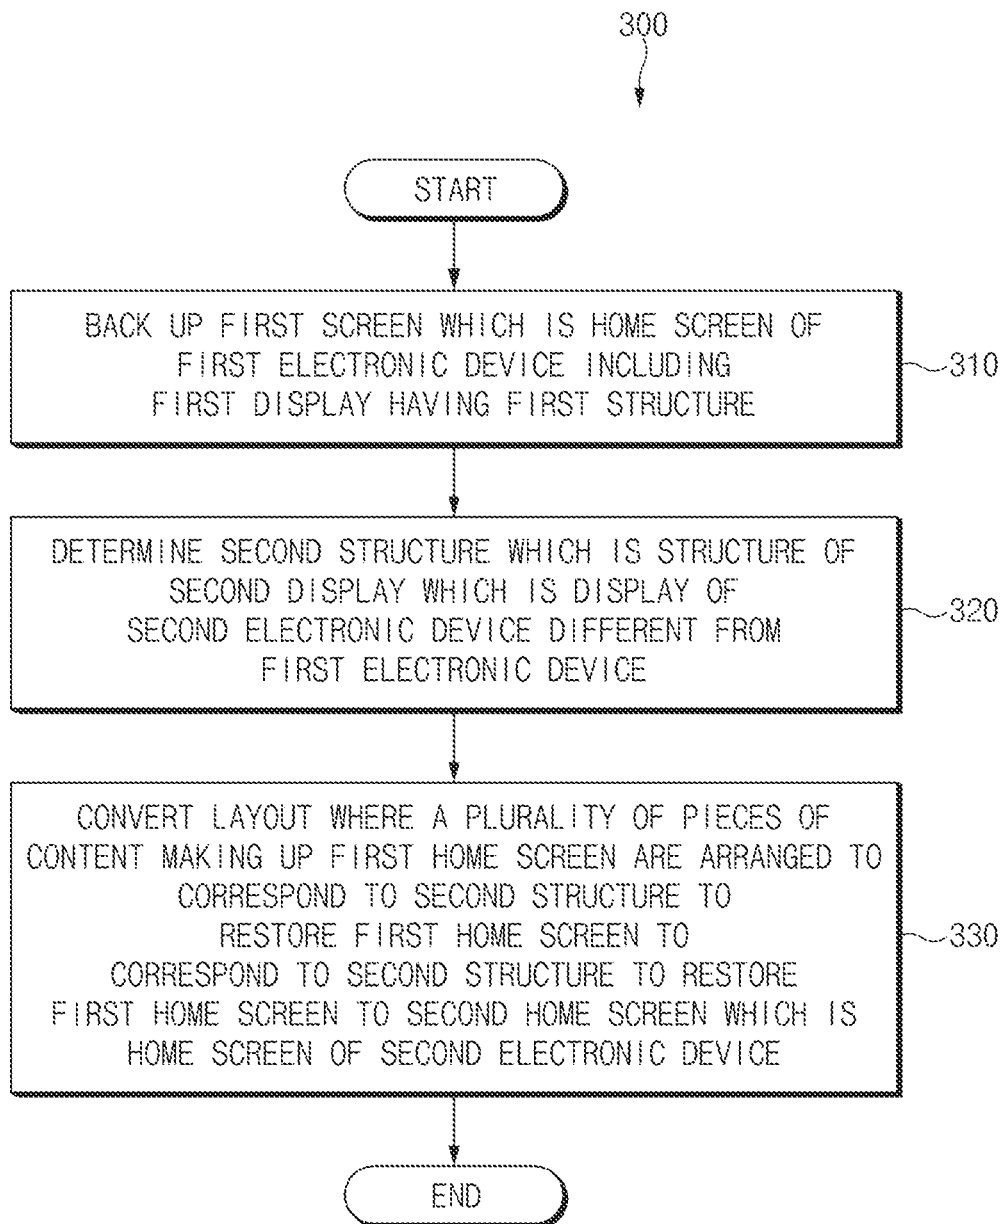 300
START
BACK UP FIRST SCREEN WHICH IS HOME SCREEN OF
FIRST ELECTRONIC DEVICE INCLUDING
FIRST DISPLAY HAVING FIRST STRUCTURE
310
DETERMINE SECOND STRUCTURE WHICH IS STRUCTURE OF
SECOND DISPLAY WHICH IS DISPLAY OF
SECOND ELECTRONIC DEVICE DIFFERENT FROM
FIRST ELECTRONIC DEVICE
320
CONVERT LAYOUT WHERE A PLURALITY OF PIECES OF
CONTENT MAKING UP FIRST HOME SCREEN ARE ARRANGED TO
CORRESPOND TO SECOND STRUCTURE TO
RESTORE FIRST HOME SCREEN TO
CORRESPOND TO SECOND STRUCTURE TO RESTORE
FIRST HOME SCREEN TO SECOND HOME SCREEN WHICH IS
HOME SCREEN OF SECOND ELECTRONIC DEVICE
330
END